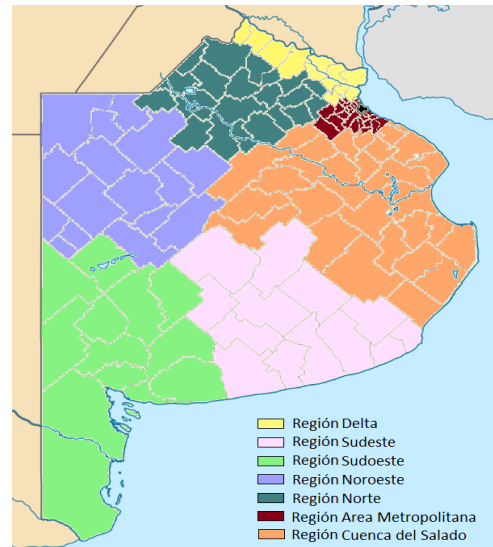 Región Delta
Región Sudeste
Región Sudoeste
Región Noroeste
Región Norte
Región Area Metropolitana
Región Cuenca del Salado